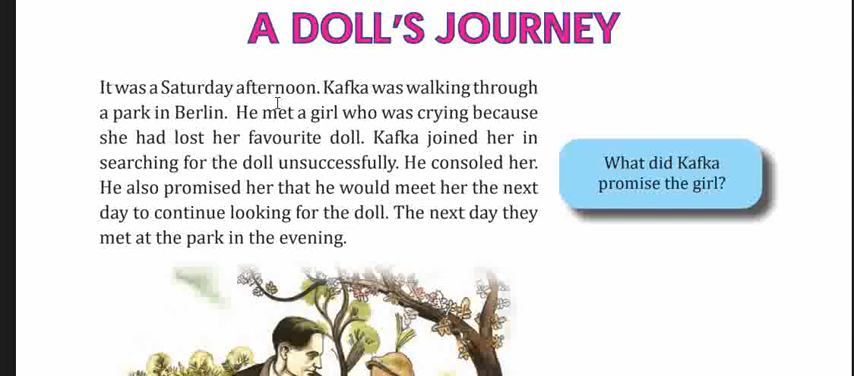 A DOLL'S JOURNEY
It was a Saturday afternoon. Kafka was walking through
a park in Berlin. He met a girl who was crying because
she had lost her favourite doll. Kafka joined her in
searching for the doll unsuccessfully. He consoled her.
He also promised her that he would meet her the next
day to continue looking for the doll. The next day they
met at the park in the evening.
What did Kafka
promise the girl?